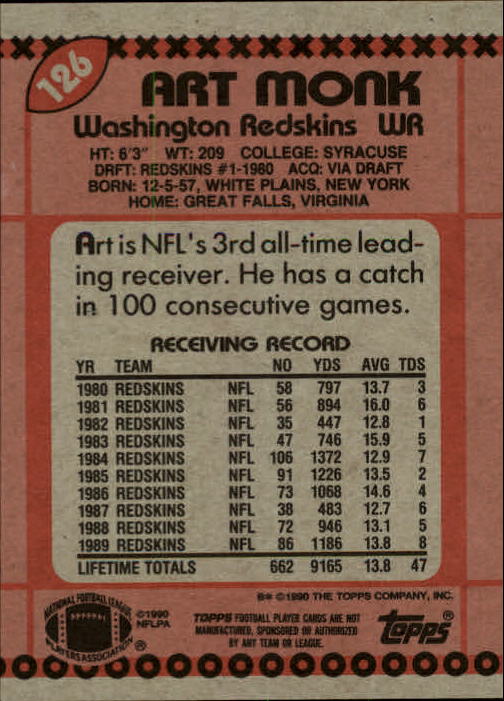 126
ART MONK
Washington Redskins WR
HT: 6'3" WT: 209 COLLEGE: SYRACUSE
DRFT: REDSKINS #1-1980 ACQ: VIA DRAFT
BORN: 12-5-57, WHITE PLAINS, NEW YORK
HOME: GREAT FALLS, VIRGINIA
Art is NFL's 3rd all-time lead-
ing receiver. He has a catch
in 100 consecutive games.
RECEIVING RECORD
YR TEAM NO YDS AVG TDS
1980 REDSKINS NFL 58 797 13.7 3
1981 REDSKINS NFL 56 894 16.0 6
1982 REDSKINS NFL 35 447 12.8 1
1983 REDSKINS NFL 47 746 15.9 5
1984 REDSKINS NFL 106 1372 12.9 7
1985 REDSKINS NFL 91 1226 13.5 2
1986 REDSKINS NFL 73 1068 14.6 4
1987 REDSKINS NFL 38 483 12.7 6
1988 REDSKINS NFL 72 946 13.1 5
1989 REDSKINS NFL 86 1186 13.8 8
LIFETIME TOTALS 662 9165 13.8 47
B* ©1990 THE TOPPS COMPANY, INC.
NATIONAL FOOTBALL LEAGUE
PLAYERS ASSOCIATION ®
©1990
NFLPA
TOPPS FOOTBALL PLAYER CARDS ARE NOT
MANUFACTURED, SPONSORED OR AUTHORIZED
BY ANY TEAM OR LEAGUE.
topps®